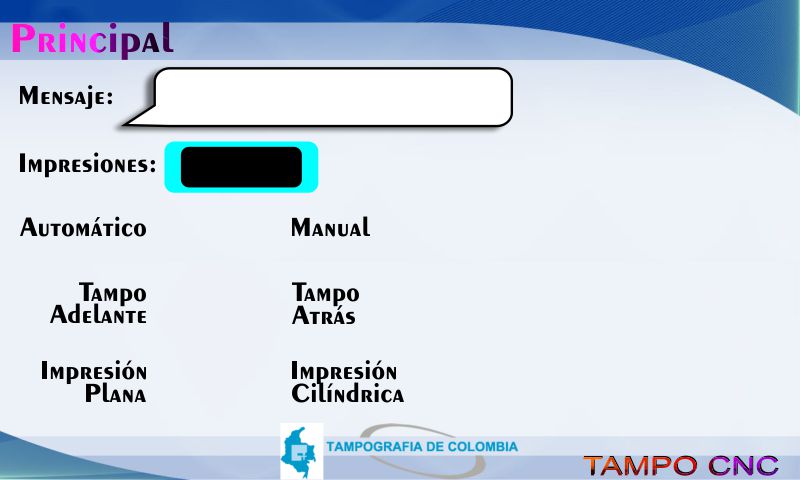 Principal
Mensaje:
Impresiones:
Automático Manual
Tampo Tampo
Adelante Atrás
Impresión Impresión
Plana Cilíndrica
TAMPOGRAFIA DE COLOMBIA
TAMPO CNC